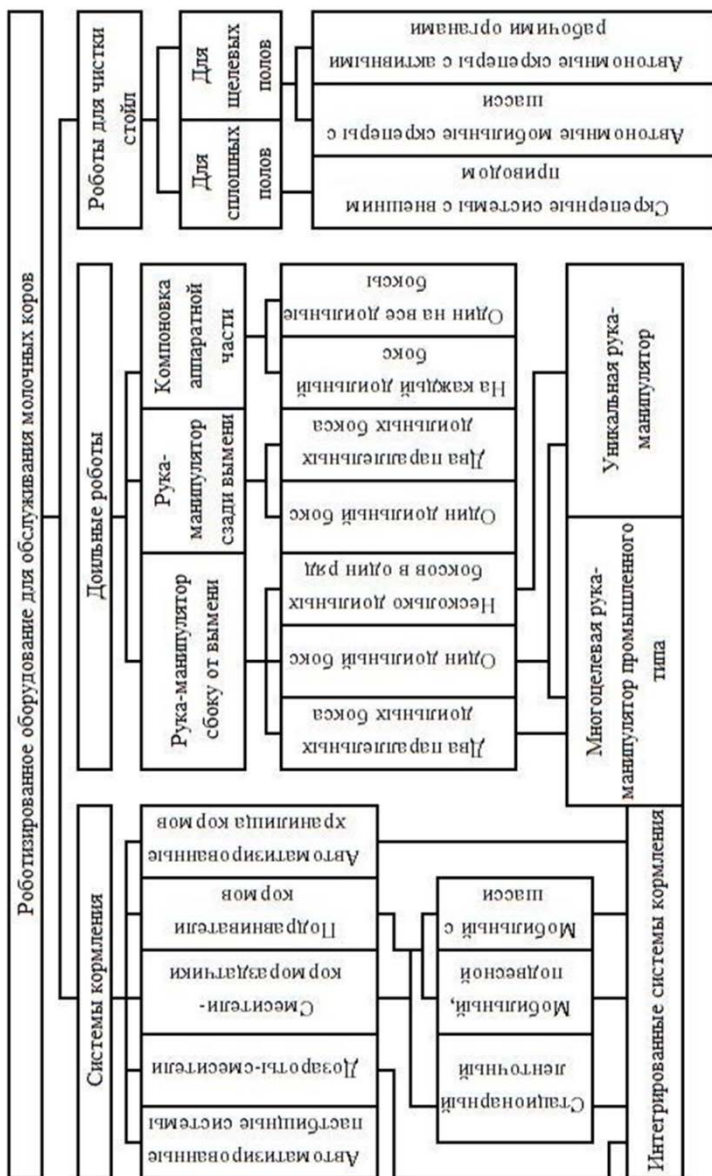 Роботизированное оборудование для обслуживания молочных коров
Системы кормления
Автоматизированные
пастбищные системы
Дозароты-смесители
Смесители-
кормораздатчики
Подравниватели
кормов
Автоматизированные
хранилища кормов
Стационарный
ленточный
Мобильный,
подвесной
Мобильный с
шасси
Интегрированные системы кормления
Доильные роботы
Рука-манипулятор
сбоку от вымени
Рука-
манипулятор
сзади вымени
Компоновка
аппаратной
части
Два параллельных
доильных бокса
Один доильный бокс
Несколько доильных
боксов в один ряд
Один доильный бокс
Два параллельных
доильных бокса
На каждый доильный
бокс
Один на все доильные
боксы
Многоцелевая рука-
манипулятор промышленного
типа
Уникальная рука-
манипулятор
Роботы для чистки
стойл
Для
сплошных
полов
Для
щелевых
полов
Скреперные системы с внешним
приводом
Автономные мобильные скреперы с
шасси
Автономные скреперы с активными
рабочими органами